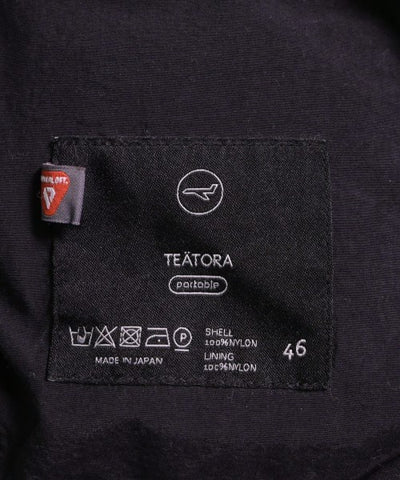 TEÄTORA
portable
MADE IN JAPAN
SHELL
100%NYLON
LINING
100%NYLON
46